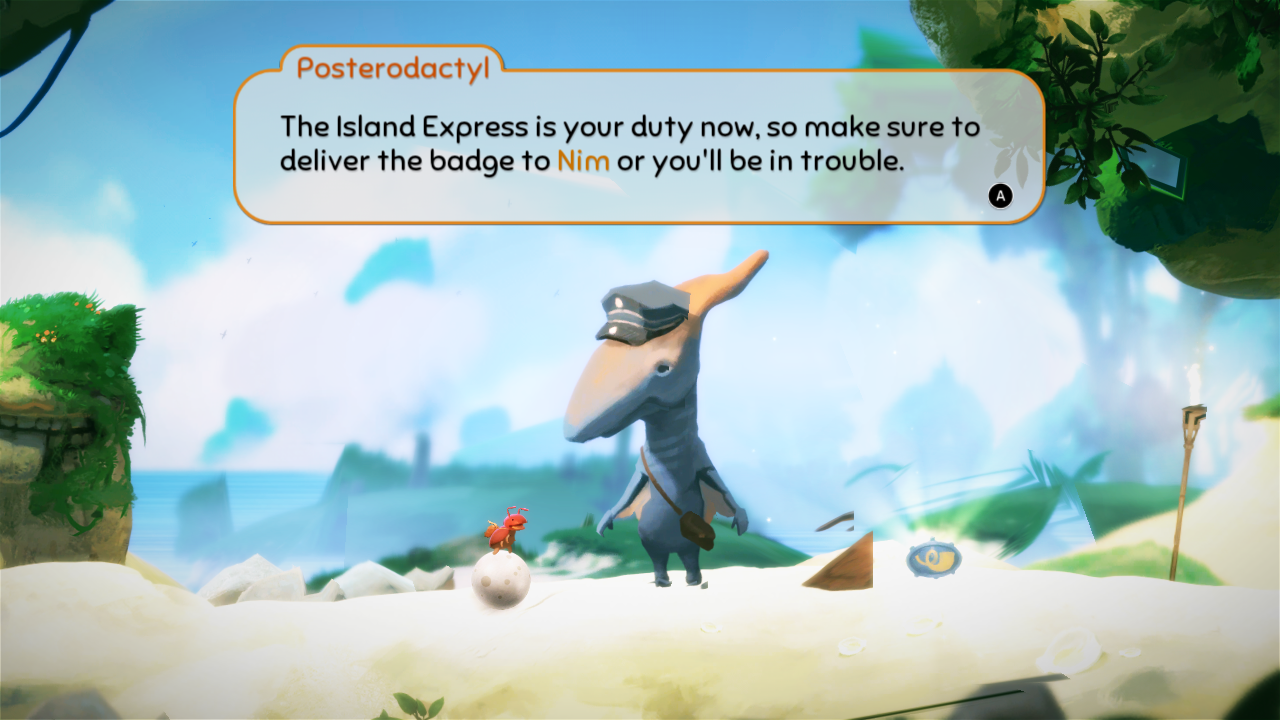 Posterodactyl
The Island Express is your duty now, so make sure to
deliver the badge to Nim or you'll be in trouble.
A